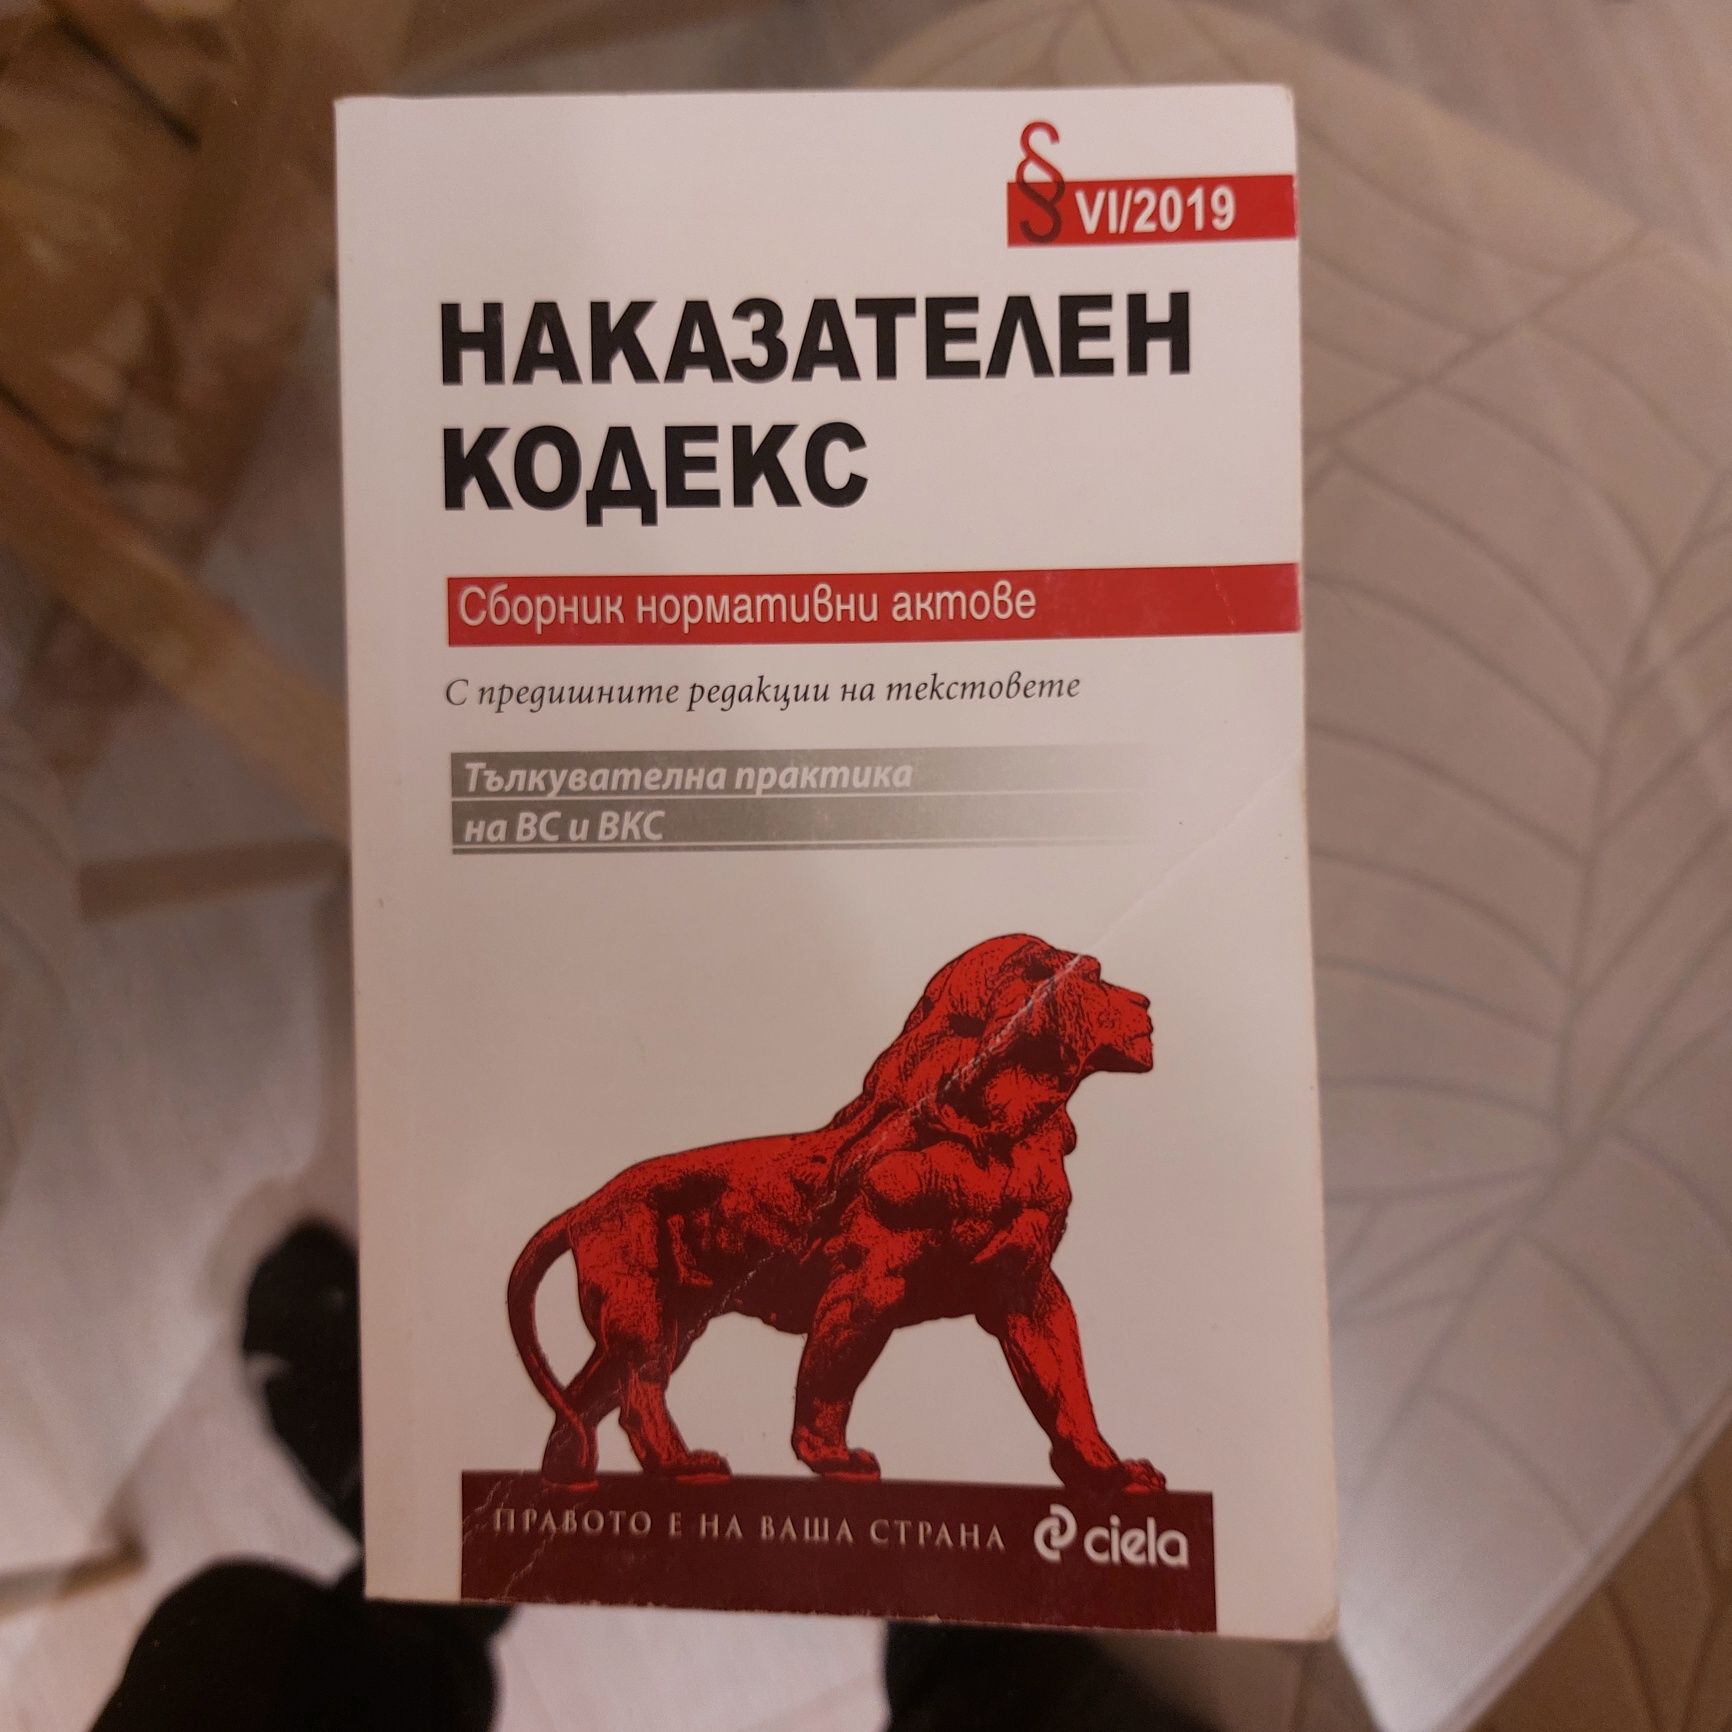 § VI/2019
НАКАЗАТЕЛЕН
КОДЕКС
Сборник нормативни актове
С предишните редакции на текстовете
Тълкувателна практика
на ВС и ВКС
ПРАВОТО Е НА ВАША СТРАНА ciela